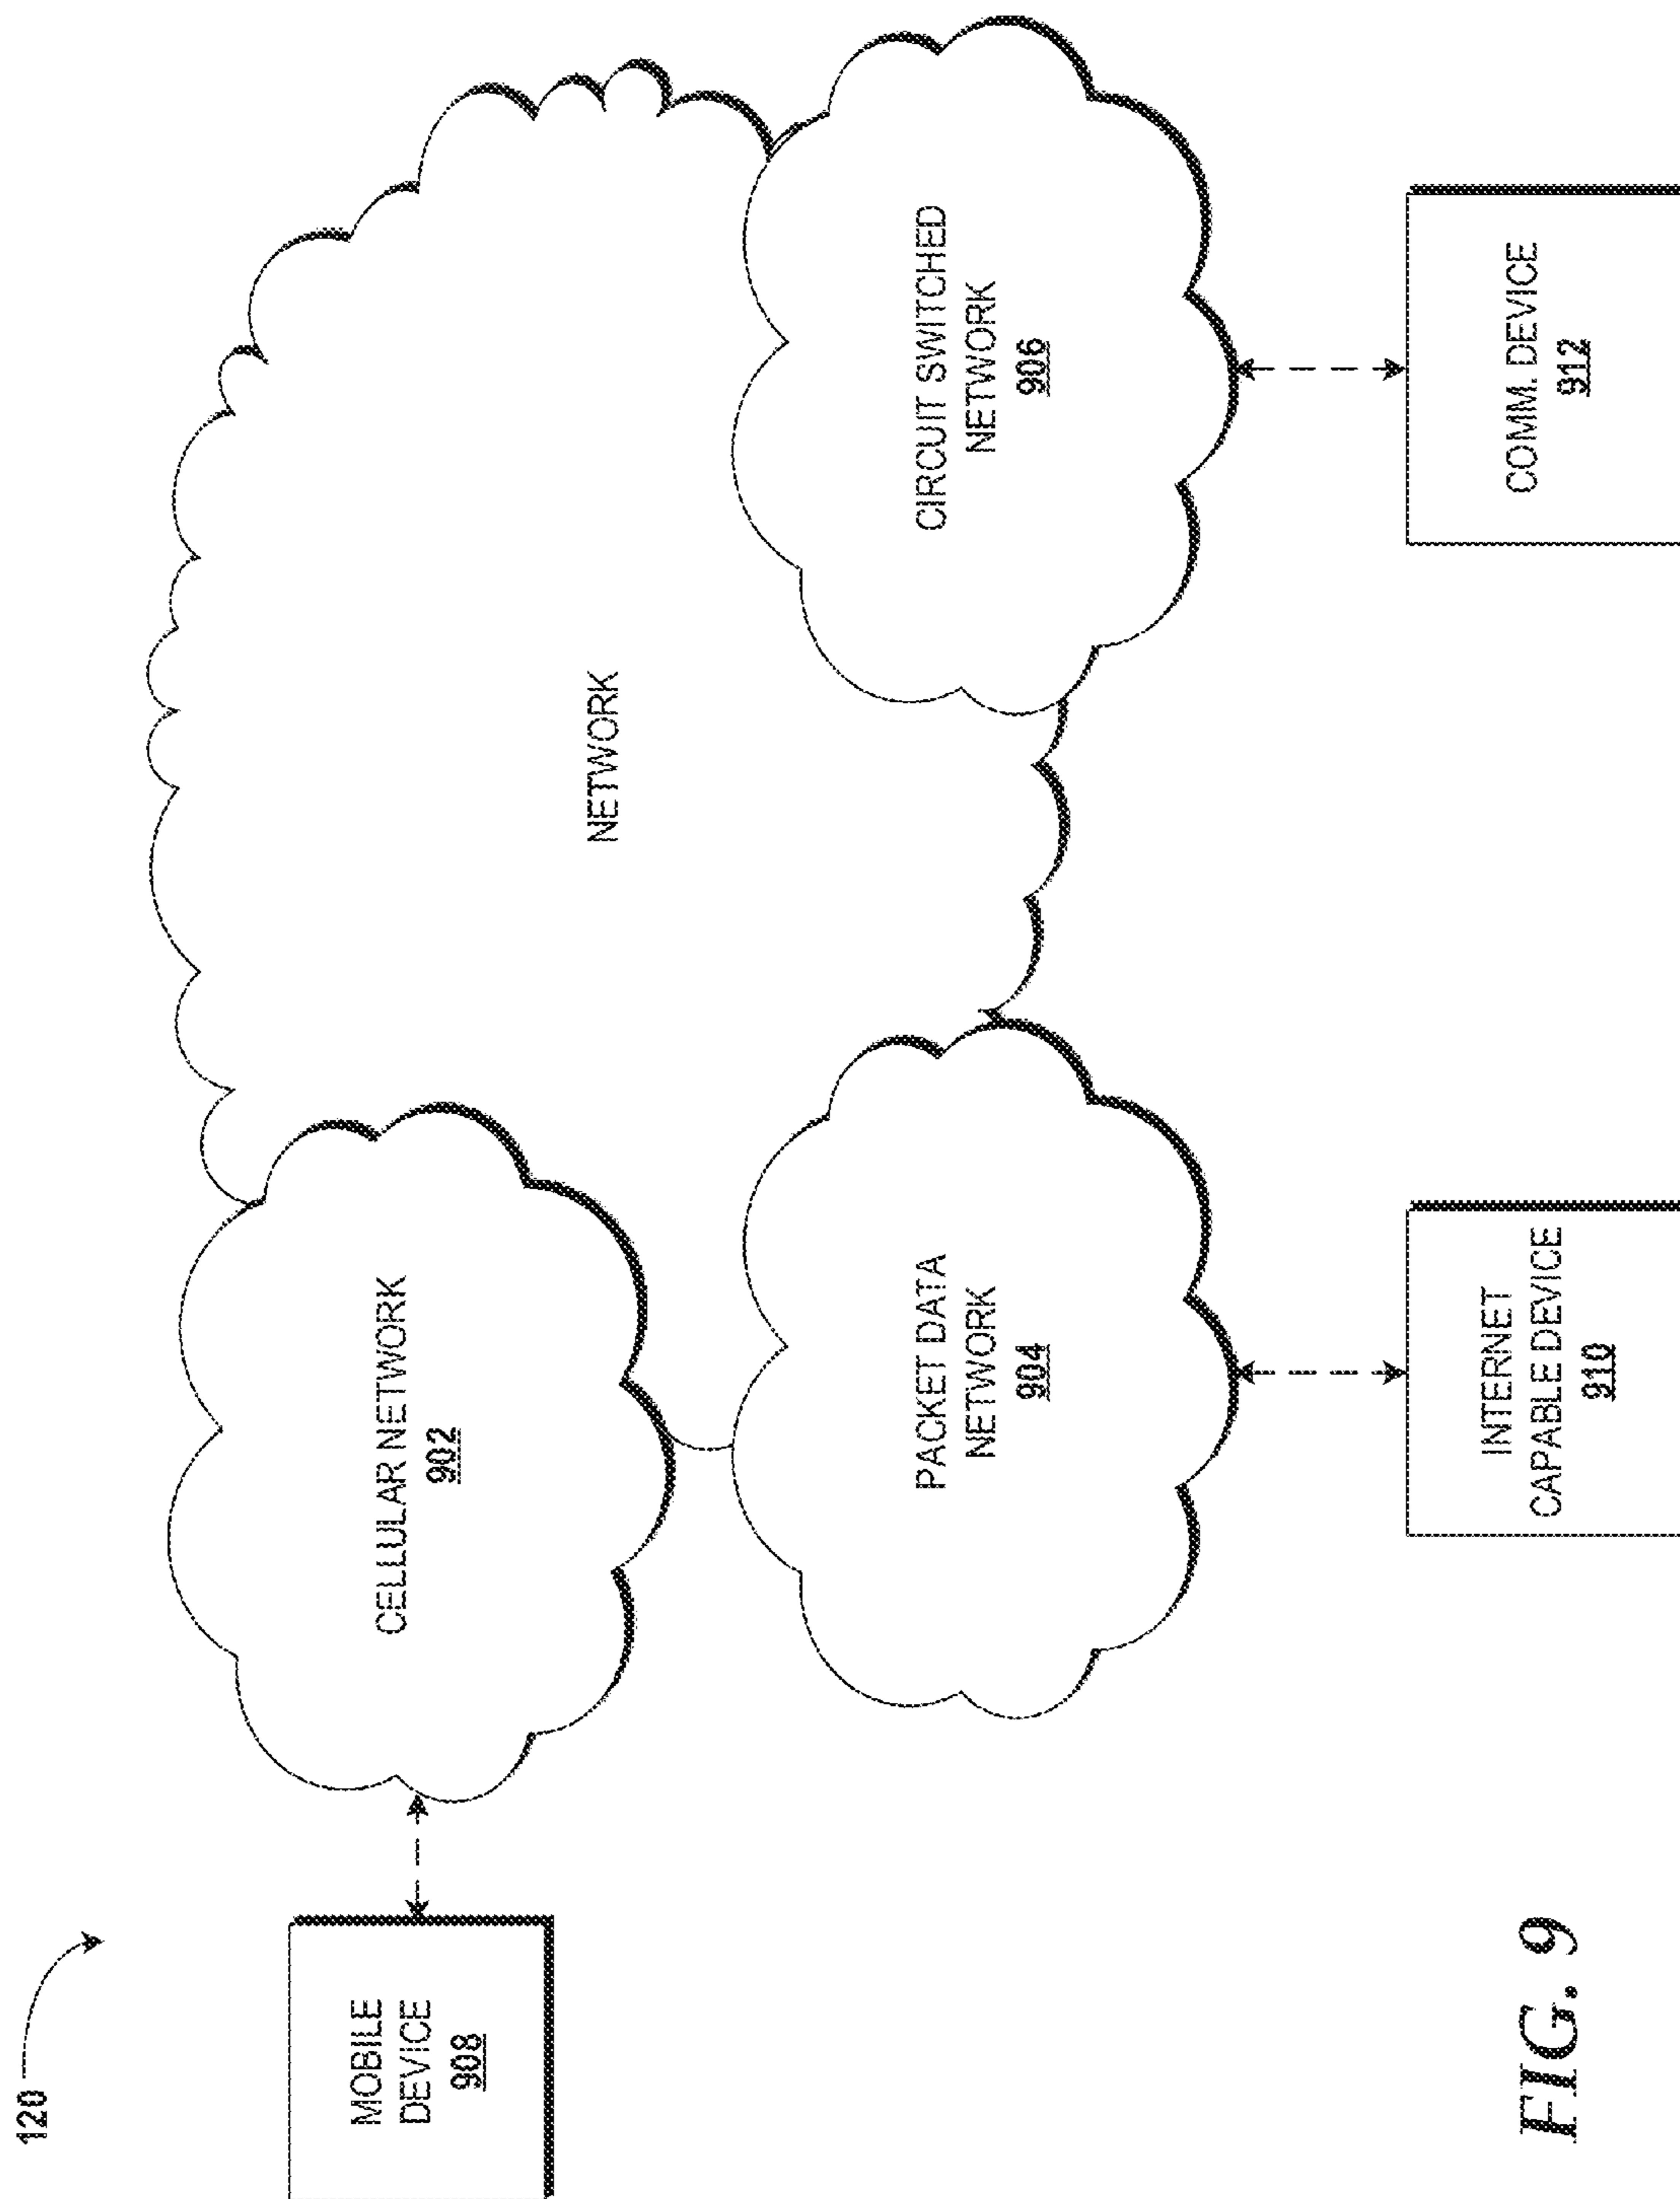 120
MOBILE
DEVICE
908
CELLULAR NETWORK
902
NETWORK
PACKET DATA
NETWORK
904
CIRCUIT SWITCHED
NETWORK
906
INTERNET
CAPABLE DEVICE
910
COMM. DEVICE
912
FIG. 9